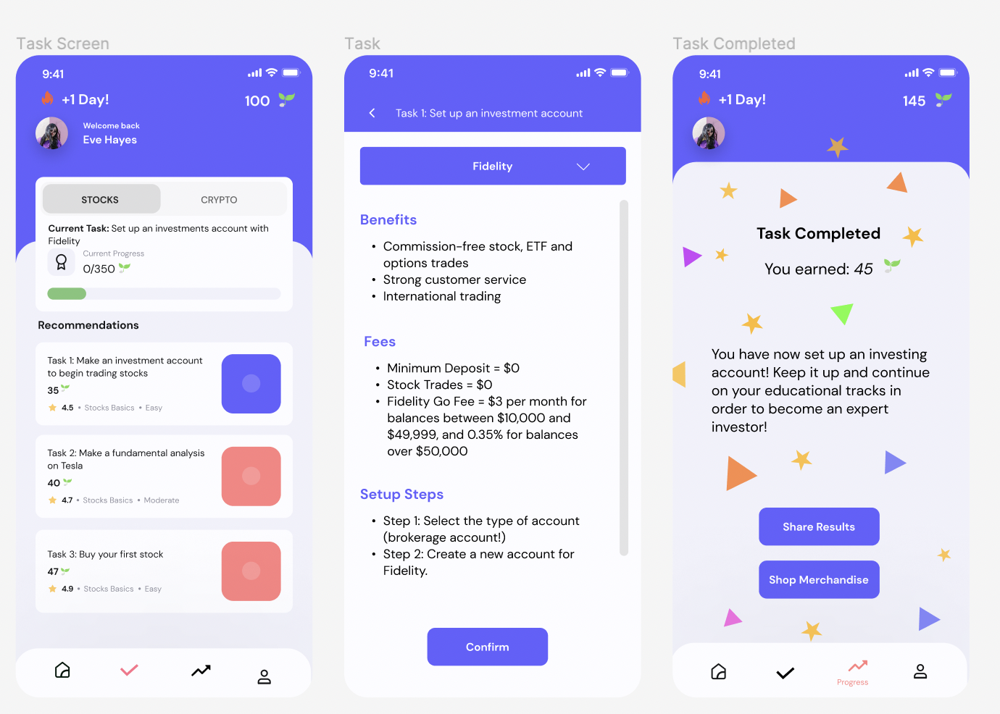 Task Screen
9:41
+1 Day!
100
Welcome back
Eve Hayes
STOCKS
CRYPTO
Current Task: Set up an investments account with
Fidelity
Current Progress
0/350
Recommendations
Task 1: Make an investment account
to begin trading stocks
35
4.5 • Stocks Basics • Easy
Task 2: Make a fundamental analysis
on Tesla
40
4.7 • Stocks Basics • Moderate
Task 3: Buy your first stock
47
4.9 • Stocks Basics • Easy
Task
9:41
Task 1: Set up an investment account
Fidelity
Benefits
• Commission-free stock, ETF and
options trades
• Strong customer service
• International trading
Fees
• Minimum Deposit = $0
• Stock Trades = $0
• Fidelity Go Fee = $3 per month for
balances between $10,000 and
$49,999, and 0.35% for balances
over $50,000
Setup Steps
• Step 1: Select the type of account
(brokerage account!)
• Step 2: Create a new account for
Fidelity.
Confirm
Task Completed
9:41
+1 Day!
145
Task Completed
You earned: 45
You have now set up an investing
account! Keep it up and continue
on your educational tracks in
order to become an expert
investor!
Share Results
Shop Merchandise
Progress